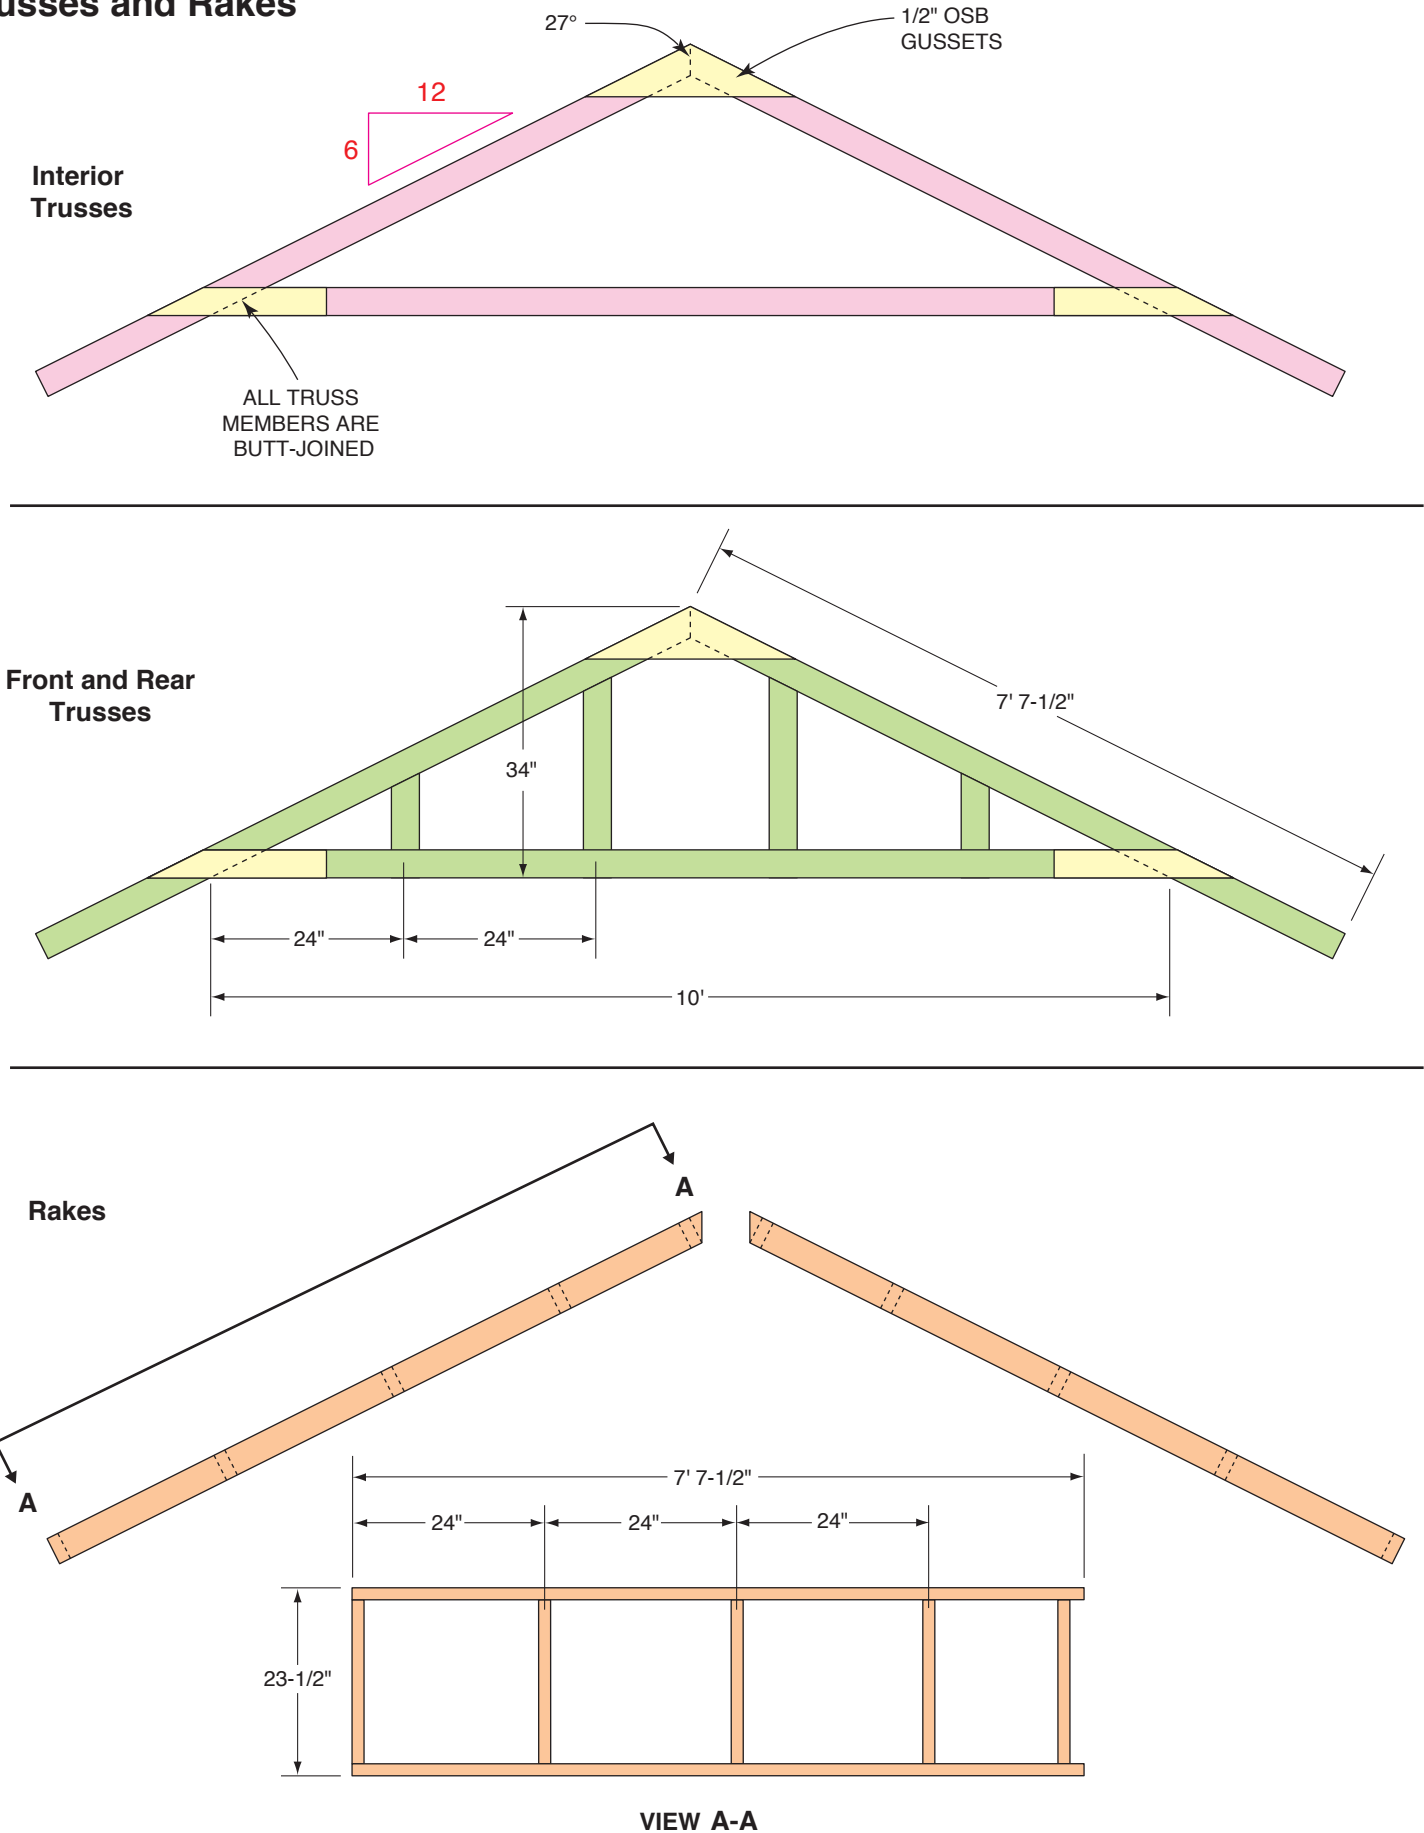 and Rakes
27°
1/2" OSB
GUSSETS
12
6
Interior
Trusses
ALL TRUSS
MEMBERS ARE
BUTT-JOINED
7' 7-1/2"
Front and Rear
Trusses
34"
24"
24"
10'
A
Rakes
A
7' 7-1/2"
24"
24"
24"
23-1/2"
VIEW A-A